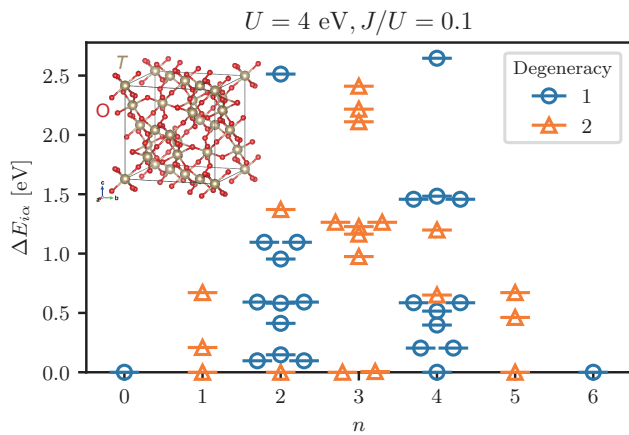 U = 4 eV, J/U = 0.1
ΔE_{iα} [eV]
2.5
2.0
1.5
1.0
0.5
0.0
T
O
c
b
Degeneracy
1
2
0 1 2 3 4 5 6
n